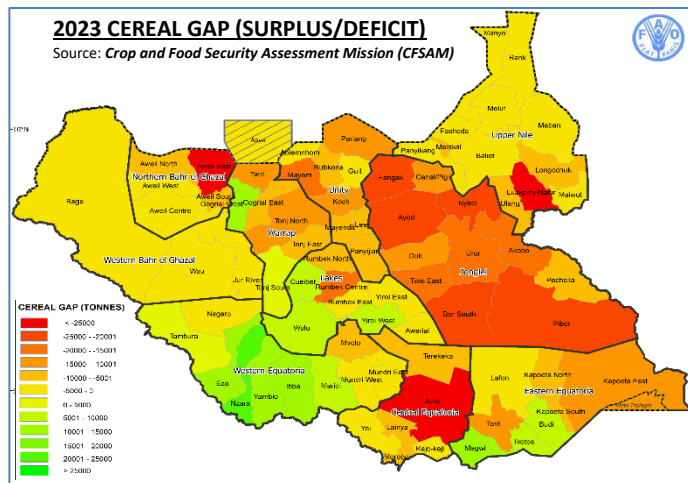 2023 CEREAL GAP (SURPLUS/DEFICIT)
Source: Crop and Food Security Assessment Mission (CFSAM)
F A O
FIAT PANIS
10°N
Manyo
Renk
Melut
Maban
Fashoda
Upper Nile
Panyikang
Malakal
Baliet
Longochuk
Luakpiny/Nasir
Maiwut
Ulang
Abyei
Pariang
Abiemnhom
Rubkona
Mayom
Guit
Unity
Koch
Mayendit
Leer
Panyijiar
Fangak
Canal/Pigi
Nyirol
Ayod
Duk
Uror
Akobo
Jonglei
Twic East
Pochalla
Bor South
Pibor
Aweil North
Aweil East
Northern Bahr el Ghazal
Aweil West
Aweil South
Aweil Centre
Twic
Gogrial West
Gogrial East
Tonj North
Warrap
Tonj East
Tonj South
Raga
Western Bahr el Ghazal
Wau
Jur River
Rumbek North
Cueibet
Lakes
Rumbek Centre
Rumbek East
Yirol East
Yirol West
Wulu
Awerial
Nagero
Tambura
Western Equatoria
Ezo
Nzara
Yambio
Ibba
Maridi
Mvolo
Mundri East
Mundri West
Terekeka
Juba
Central Equatoria
Yei
Lainya
Morobo
Kajo-keji
Lafon
Kapoeta North
Kapoeta East
Eastern Equatoria
Kapoeta South
Budi
Torit
Ikotos
Magwi
Ilemi Triangle
CEREAL GAP (TONNES)
< -25000
-25000 - -20001
-20000 - -15001
-15000 - -10001
-10000 - -5001
-5000 - 0
0 - 5000
5001 - 10000
10001 - 15000
15001 - 20000
20001 - 25000
> 25000